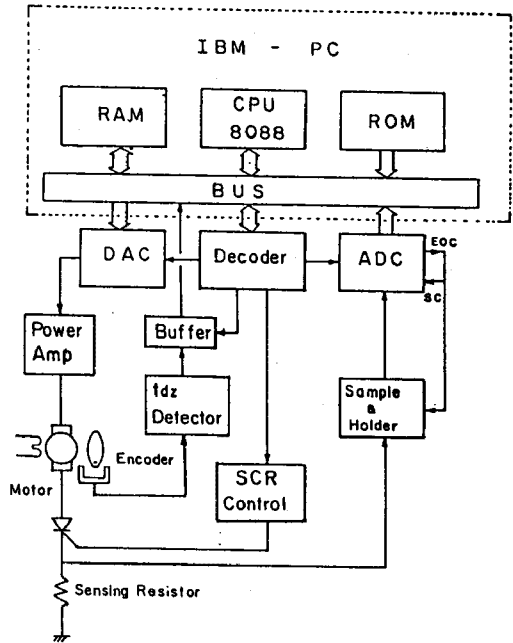 IBM - PC
RAM
CPU
8088
ROM
BUS
DAC
Decoder
ADC
EOC
SC
Power
Amp
Buffer
tdz
Detector
Sample
&
Holder
Encoder
Motor
SCR
Control
Sensing Resistor